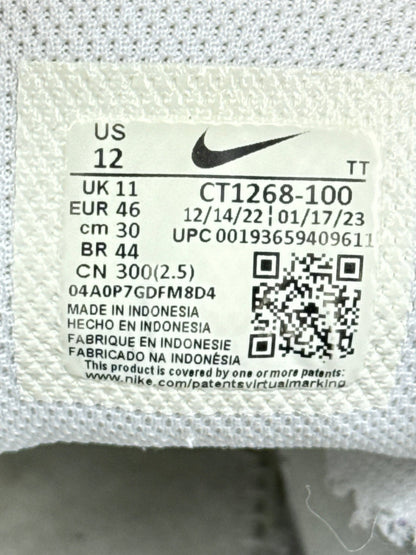 US
12
TT
UK 11
EUR 46
cm 30
BR 44
CN 300(2.5)
CT1268-100
12/14/22 | 01/17/23
UPC 00193659409611
04A0P7GDFM8D4
MADE IN INDONESIA
HECHO EN INDONESIA
FABRIQUE EN INDONESIE
FABRICADO NA INDONÉSIA
This product is covered by one or more patents:
www.nike.com/patentsvirtualmarking